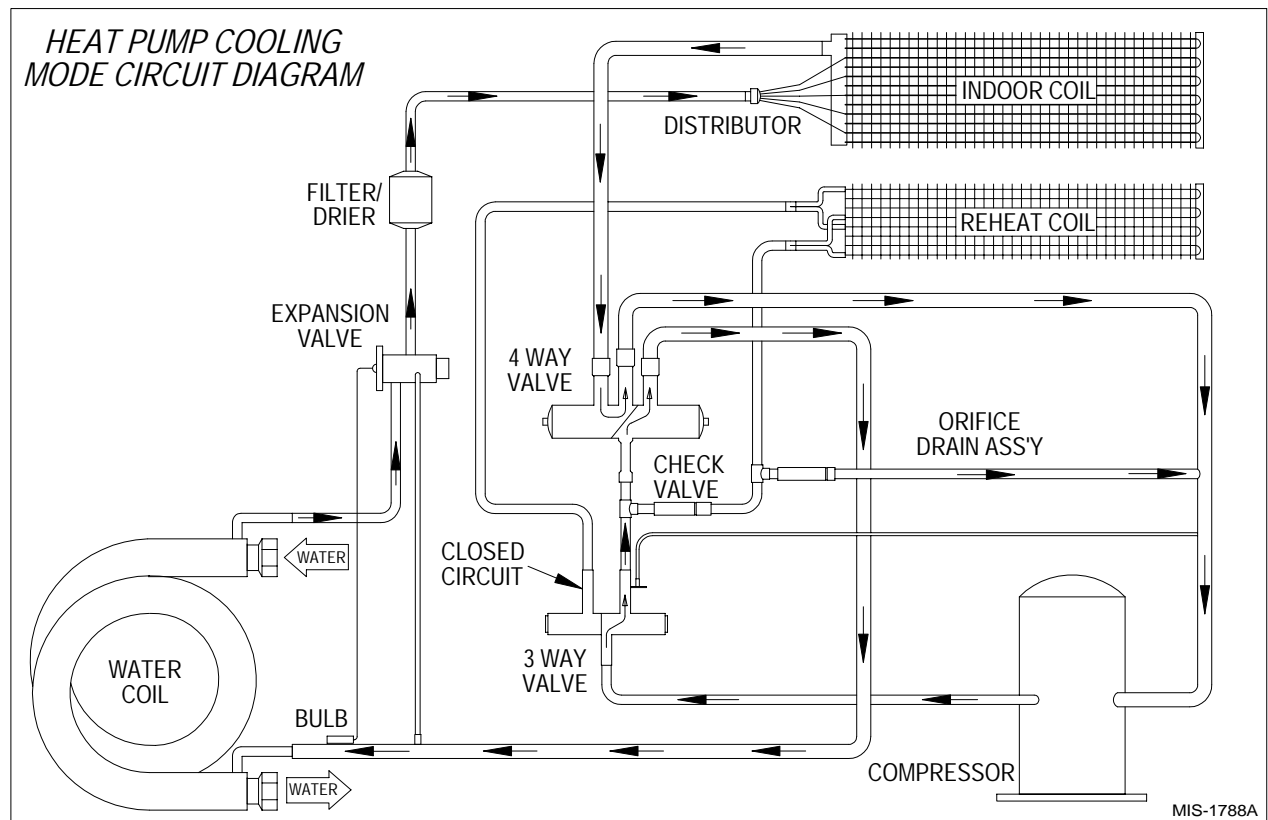 HEAT PUMP COOLING
MODE CIRCUIT DIAGRAM
INDOOR COIL
DISTRIBUTOR
FILTER/
DRIER
REHEAT COIL
EXPANSION
VALVE
4 WAY
VALVE
ORIFICE
DRAIN ASS'Y
CHECK
VALVE
WATER
CLOSED
CIRCUIT
WATER
COIL
3 WAY
VALVE
BULB
COMPRESSOR
WATER
MIS-1788A